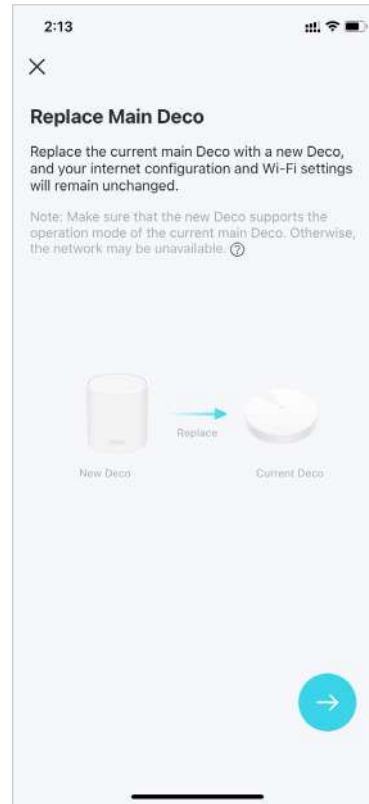 2:13
Replace Main Deco
Replace the current main Deco with a new Deco,
and your internet configuration and Wi-Fi settings
will remain unchanged.
Note: Make sure that the new Deco supports the
operation mode of the current main Deco. Otherwise,
the network may be unavailable. ?
Replace
New Deco
Current Deco